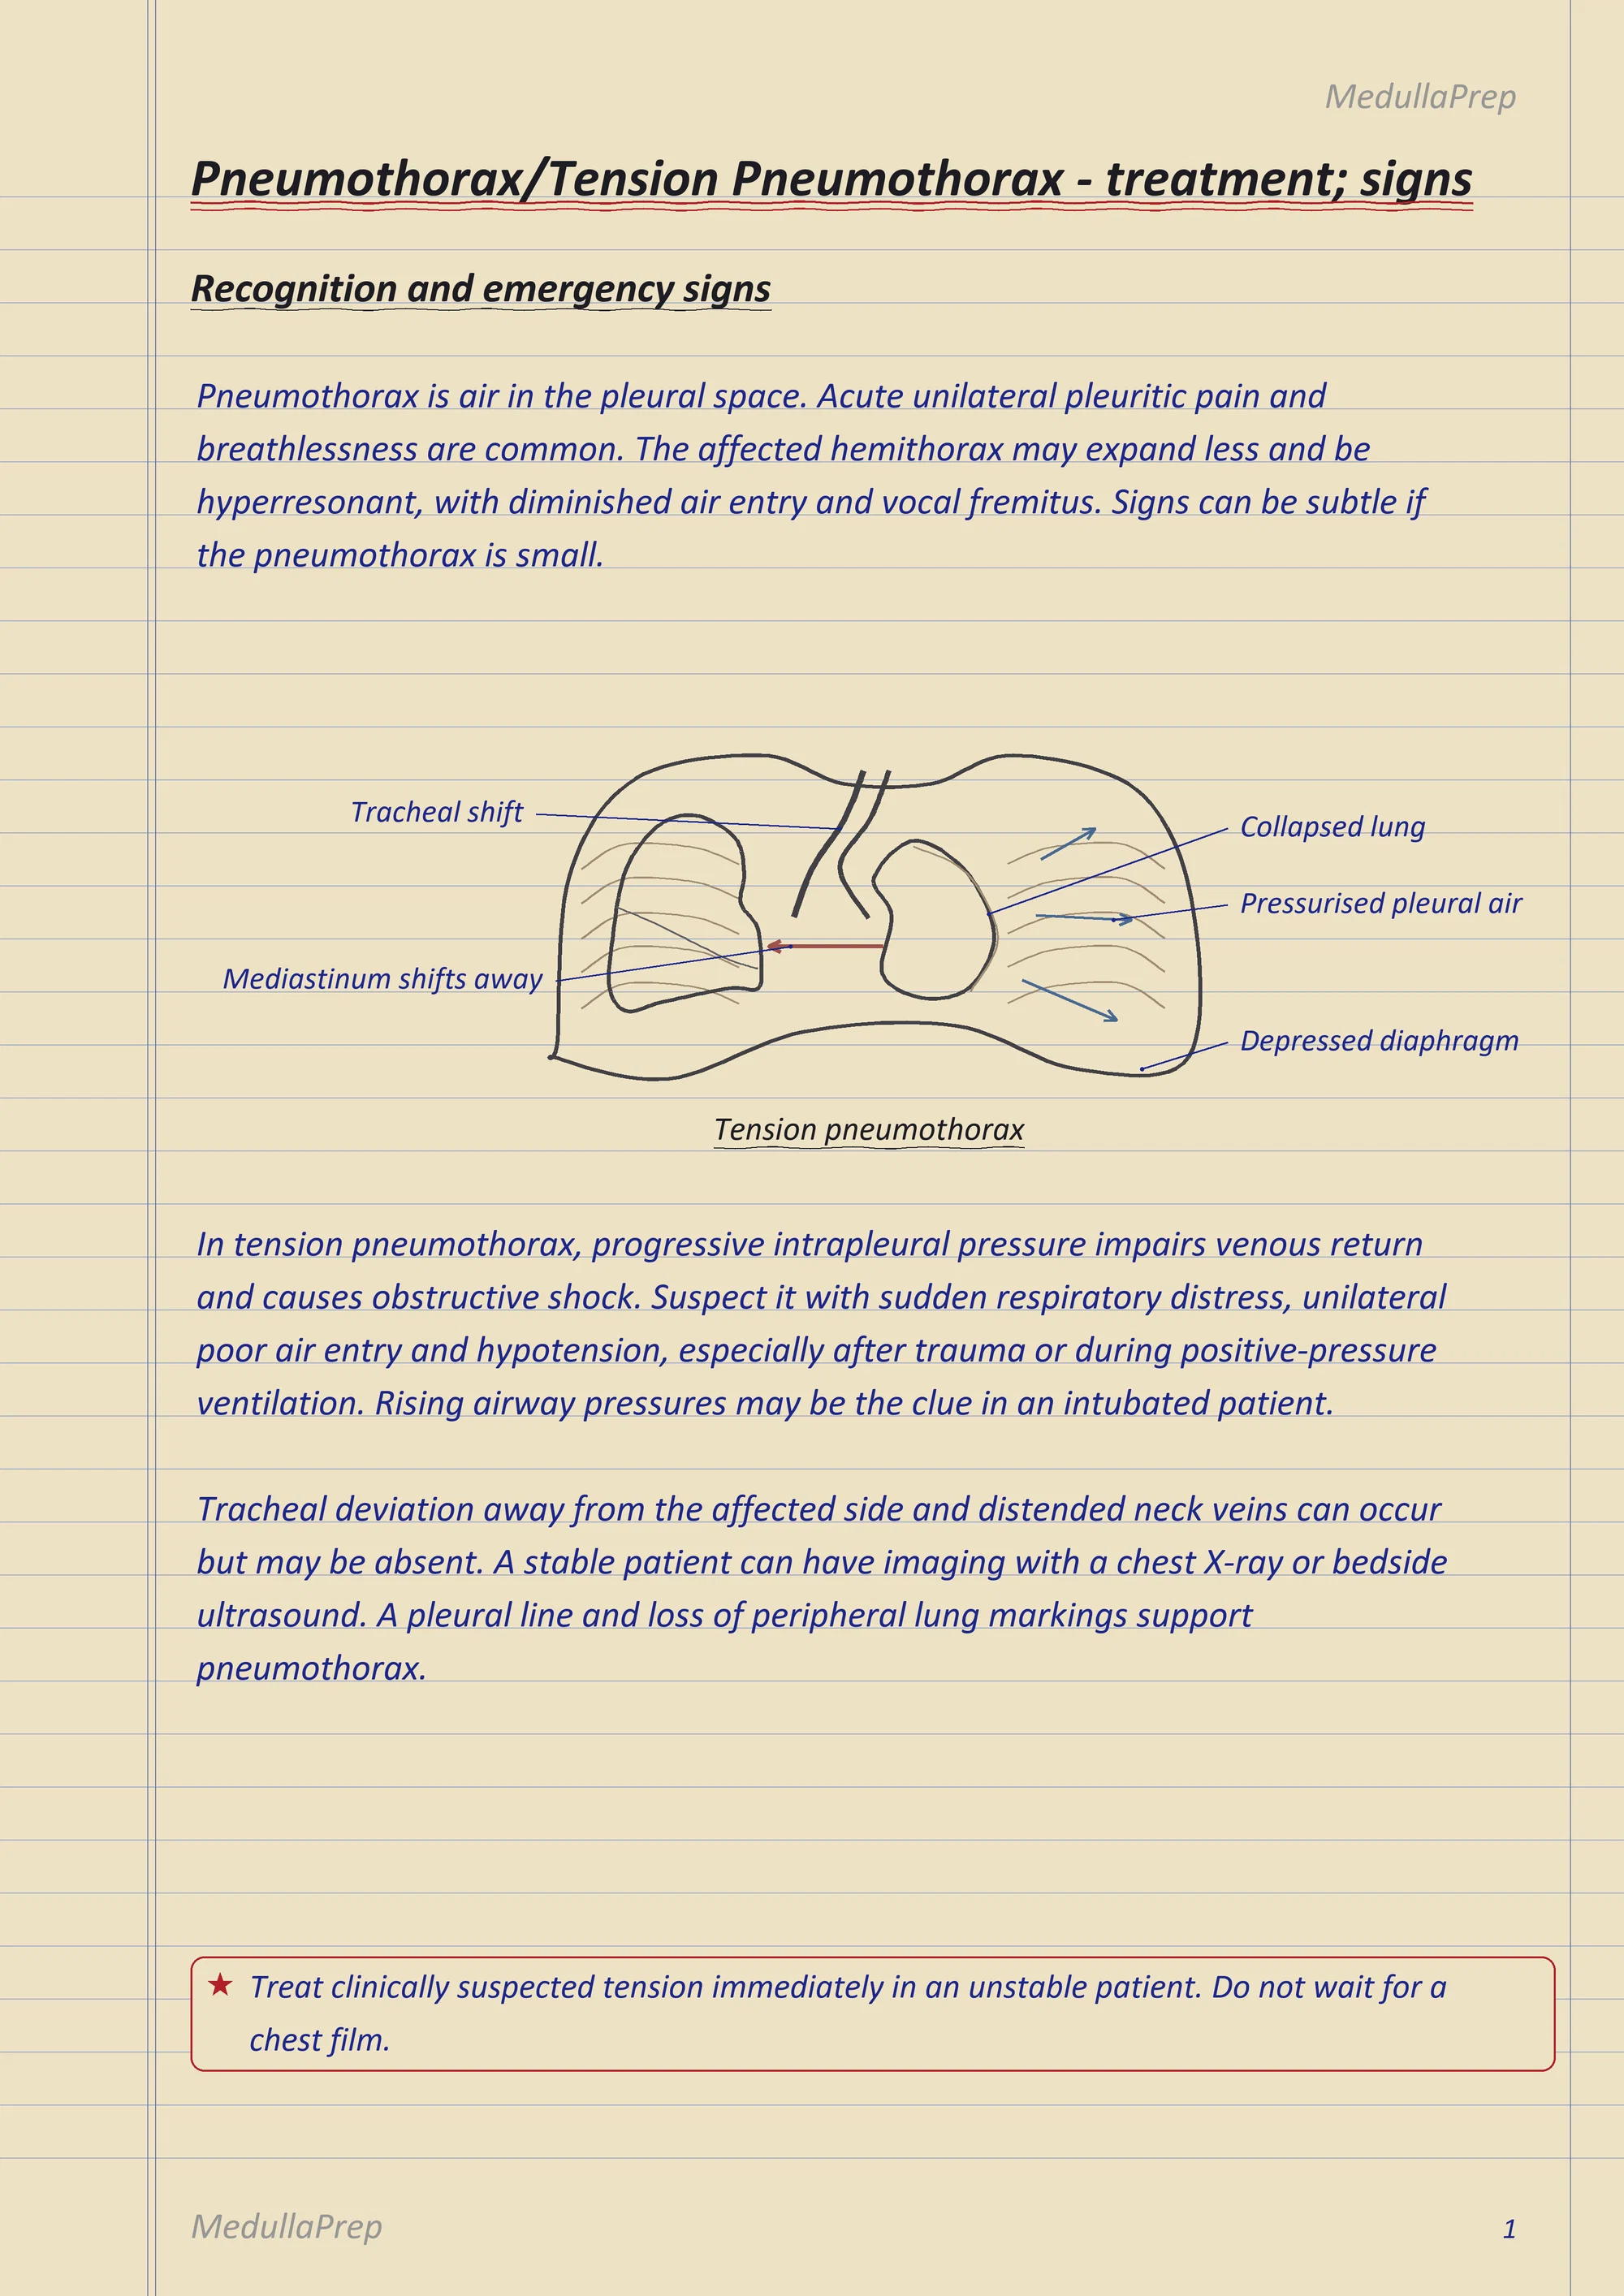 MedullaPrep
Pneumothorax/Tension Pneumothorax - treatment; signs
Recognition and emergency signs
Pneumothorax is air in the pleural space. Acute unilateral pleuritic pain and
breathlessness are common. The affected hemithorax may expand less and be
hyperresonant, with diminished air entry and vocal fremitus. Signs can be subtle if
the pneumothorax is small.
Tracheal shift
Collapsed lung
Pressurised pleural air
Mediastinum shifts away
Depressed diaphragm
Tension pneumothorax
In tension pneumothorax, progressive intrapleural pressure impairs venous return
and causes obstructive shock. Suspect it with sudden respiratory distress, unilateral
poor air entry and hypotension, especially after trauma or during positive-pressure
ventilation. Rising airway pressures may be the clue in an intubated patient.
Tracheal deviation away from the affected side and distended neck veins can occur
but may be absent. A stable patient can have imaging with a chest X-ray or bedside
ultrasound. A pleural line and loss of peripheral lung markings support
pneumothorax.
★ Treat clinically suspected tension immediately in an unstable patient. Do not wait for a
chest film.
MedullaPrep
1